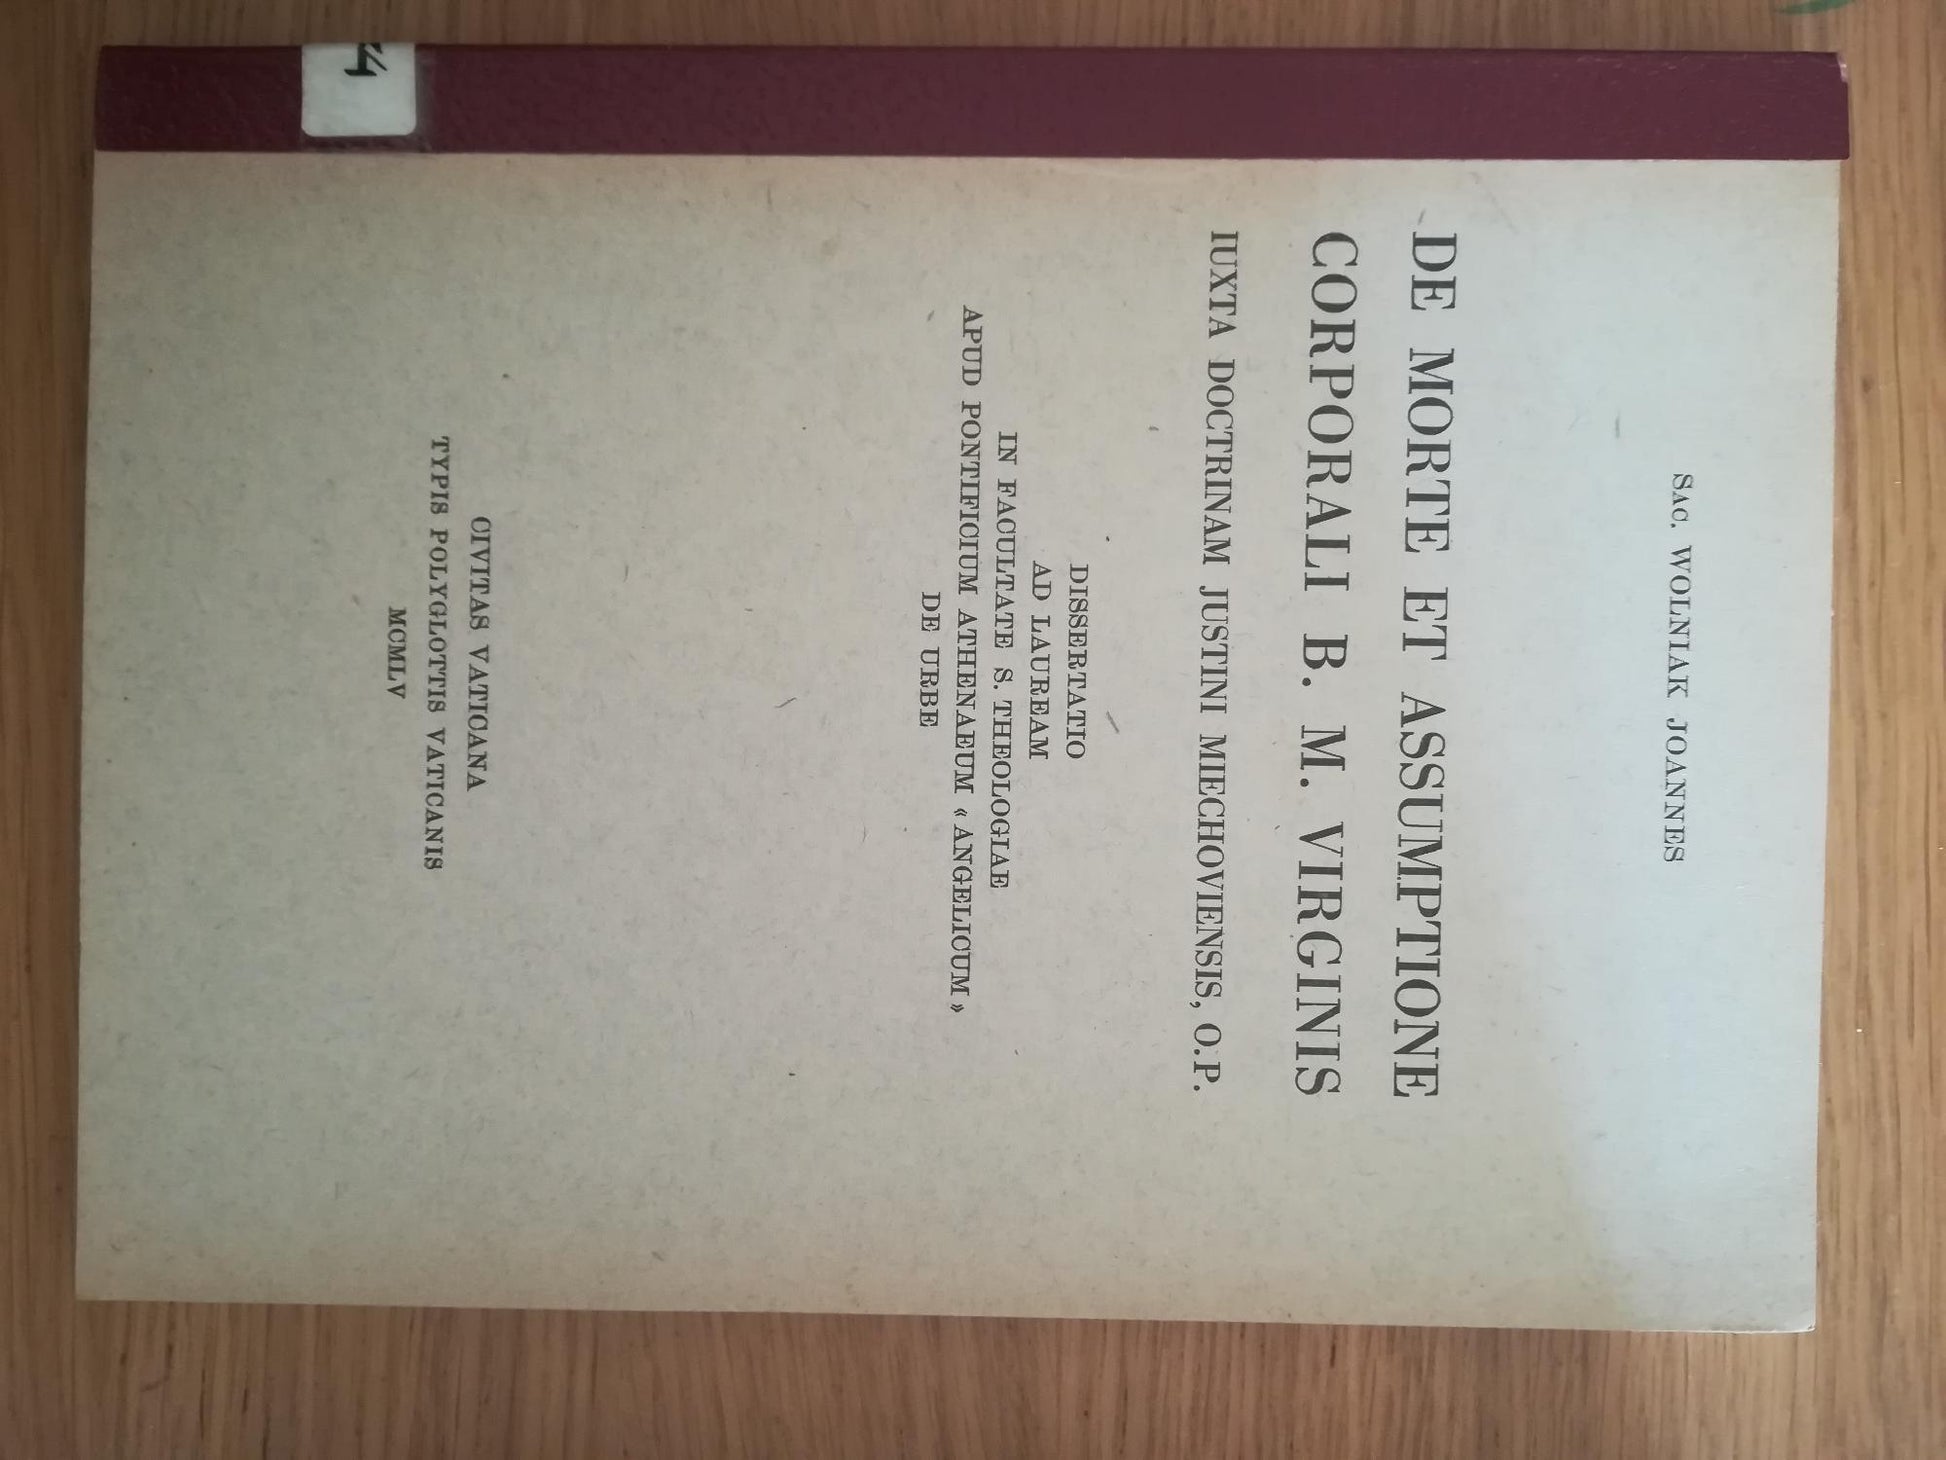 SAC. WOLNIAK JOANNES
DE MORTE ET ASSUMPTIONE
CORPORALI B. M. VIRGINIS
IUXTA DOCTRINAM JUSTINI MIECHOVIENSIS, O.P.
DISSERTATIO
AD LAUREAM
IN FACULTATE S. THEOLOGIAE
APUD PONTIFICIUM ATHENAEUM « ANGELICUM »
DE URBE
CIVITAS VATICANA
TYPIS POLYGLOTTIS VATICANIS
MCMLV